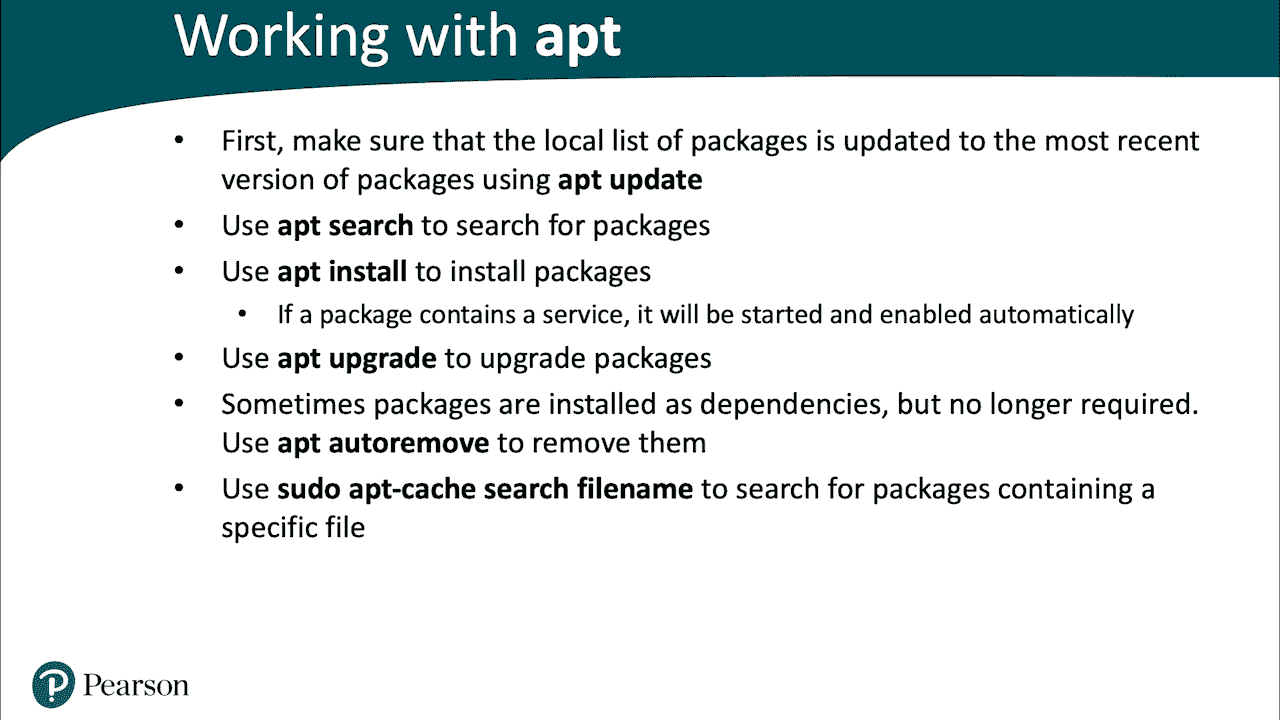 Working with apt
• First, make sure that the local list of packages is updated to the most recent
version of packages using apt update
• Use apt search to search for packages
• Use apt install to install packages
• If a package contains a service, it will be started and enabled automatically
• Use apt upgrade to upgrade packages
• Sometimes packages are installed as dependencies, but no longer required.
Use apt autoremove to remove them
• Use sudo apt-cache search filename to search for packages containing a
specific file
Pearson